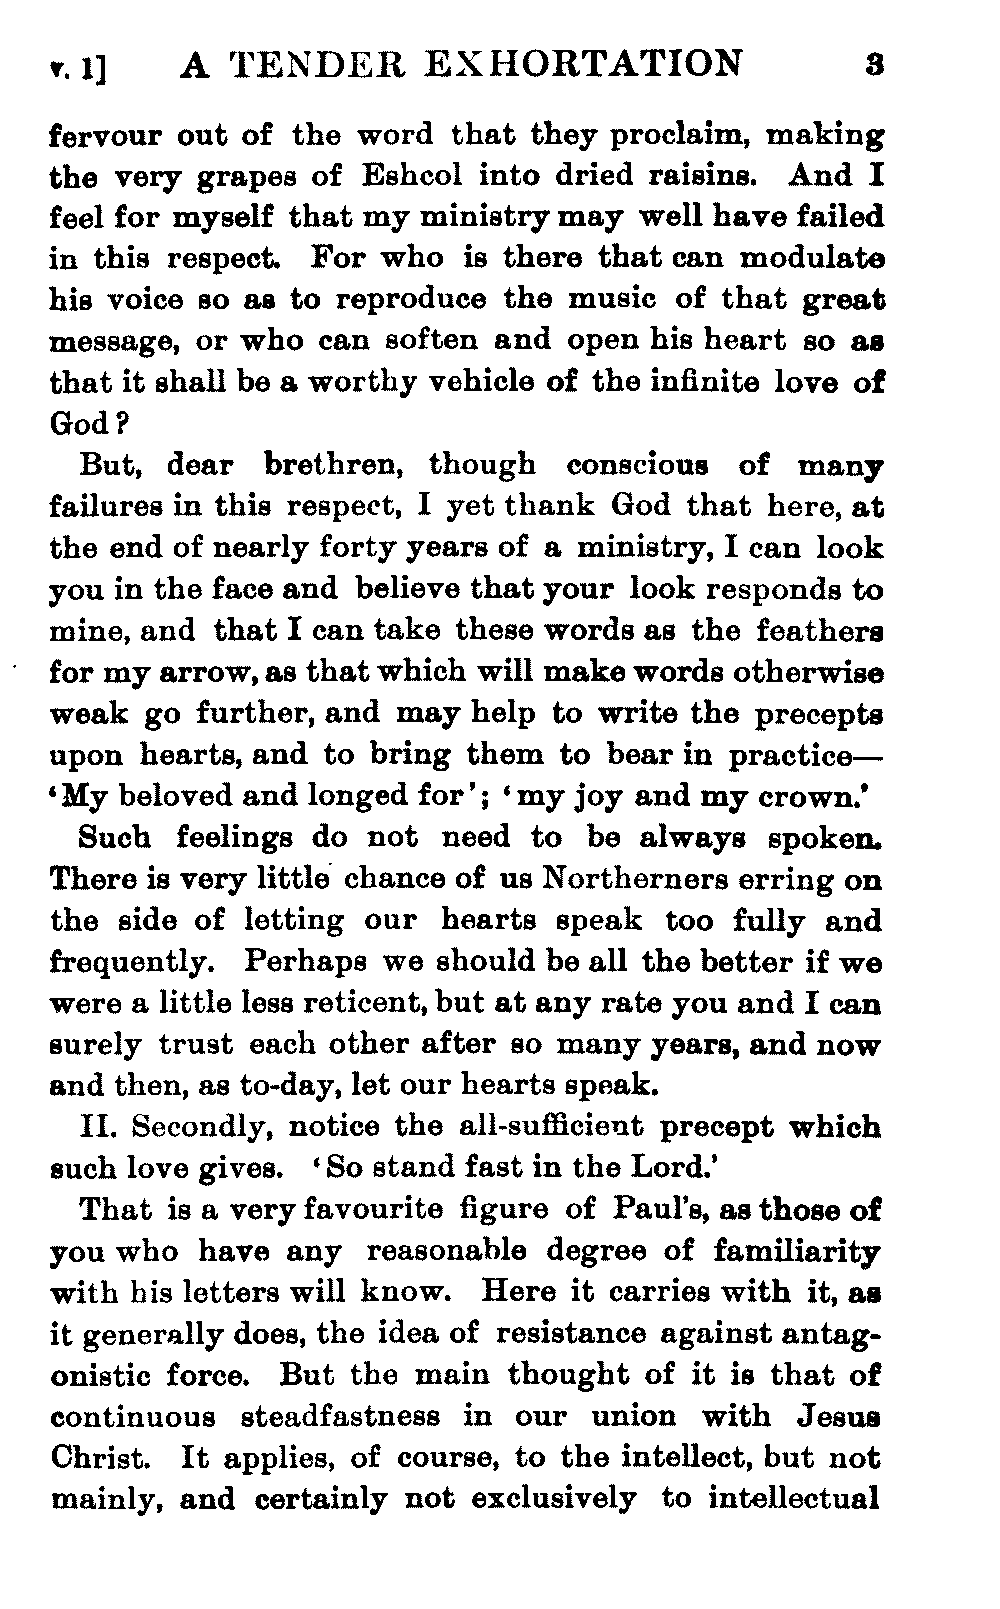 v. 1] A TENDER EXHORTATION 3
fervour out of the word that they proclaim, making
the very grapes of Eshcol into dried raisins. And I
feel for myself that my ministry may well have failed
in this respect. For who is there that can modulate
his voice so as to reproduce the music of that great
message, or who can soften and open his heart so as
that it shall be a worthy vehicle of the infinite love of
God?
But, dear brethren, though conscious of many
failures in this respect, I yet thank God that here, at
the end of nearly forty years of a ministry, I can look
you in the face and believe that your look responds to
mine, and that I can take these words as the feathers
for my arrow, as that which will make words otherwise
weak go further, and may help to write the precepts
upon hearts, and to bring them to bear in practice—
‘My beloved and longed for’; ‘my joy and my crown.’
Such feelings do not need to be always spoken.
There is very little chance of us Northerners erring on
the side of letting our hearts speak too fully and
frequently. Perhaps we should be all the better if we
were a little less reticent, but at any rate you and I can
surely trust each other after so many years, and now
and then, as to-day, let our hearts speak.
II. Secondly, notice the all-sufficient precept which
such love gives. ‘So stand fast in the Lord.’
That is a very favourite figure of Paul’s, as those of
you who have any reasonable degree of familiarity
with his letters will know. Here it carries with it, as
it generally does, the idea of resistance against antag-
onistic force. But the main thought of it is that of
continuous steadfastness in our union with Jesus
Christ. It applies, of course, to the intellect, but not
mainly, and certainly not exclusively to intellectual